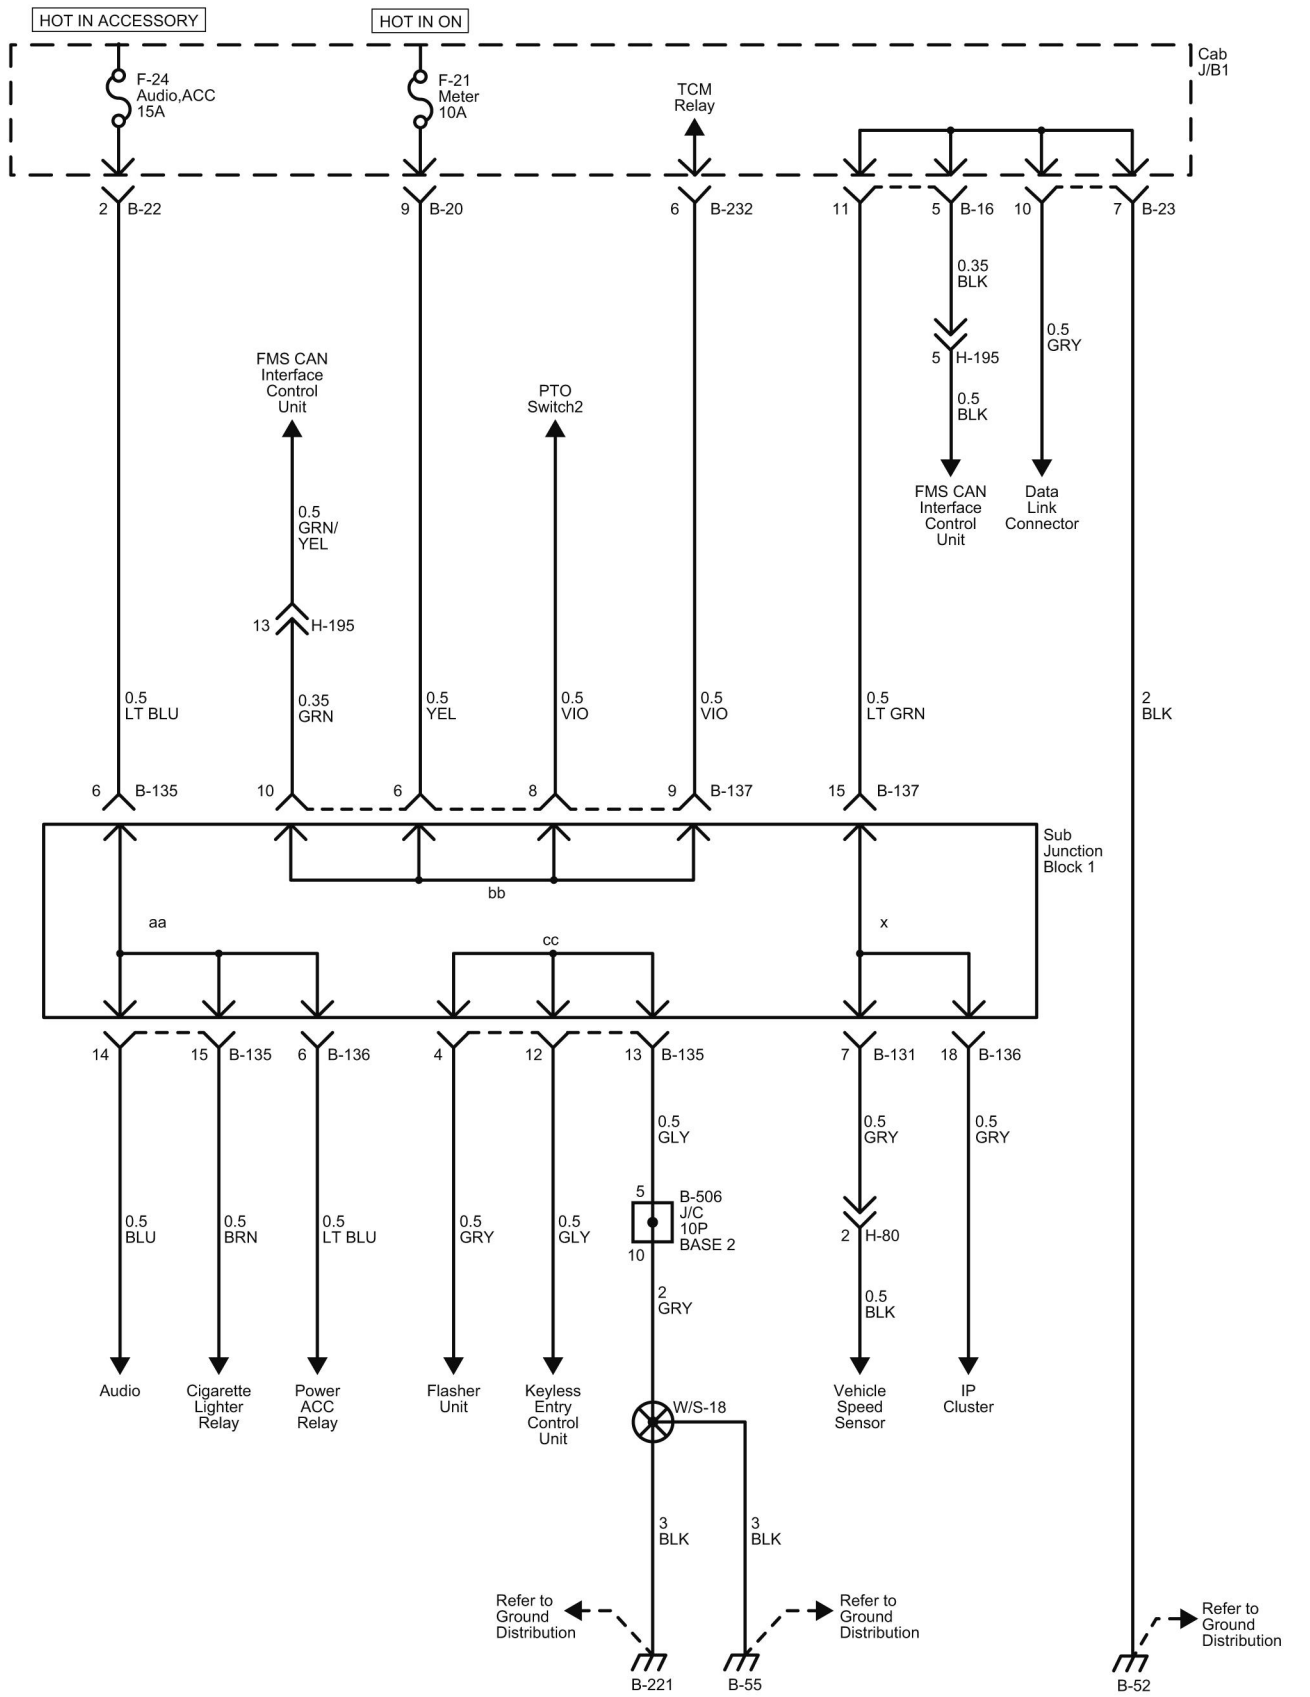 HOT IN ACCESSORY
HOT IN ON
Cab
J/B1
F-24
Audio,ACC
15A
F-21
Meter
10A
TCM
Relay
2 B-22
9 B-20
6 B-232
11
5 B-16
10
7 B-23
0.35
BLK
0.5
GRY
5 H-195
0.5
BLK
FMS CAN
Interface
Control
Unit
PTO
Switch2
FMS CAN
Interface
Control
Unit
Data
Link
Connector
0.5
GRN/
YEL
13 H-195
0.5
LT BLU
0.35
GRN
0.5
YEL
0.5
VIO
0.5
VIO
0.5
LT GRN
2
BLK
6 B-135
10
6
8
9 B-137
15 B-137
Sub
Junction
Block 1
bb
aa
cc
x
14
15 B-135
6 B-136
4
12
13 B-135
7 B-131
18 B-136
0.5
GLY
0.5
GRY
0.5
GRY
5
B-506
J/C
10P
BASE 2
10
0.5
BLU
0.5
BRN
0.5
LT BLU
0.5
GRY
0.5
GLY
2 H-80
2
GRY
0.5
BLK
Audio
Cigarette
Lighter
Relay
Power
ACC
Relay
Flasher
Unit
Keyless
Entry
Control
Unit
Vehicle
Speed
Sensor
IP
Cluster
W/S-18
3
BLK
3
BLK
Refer to
Ground
Distribution
Refer to
Ground
Distribution
Refer to
Ground
Distribution
B-221
B-55
B-52